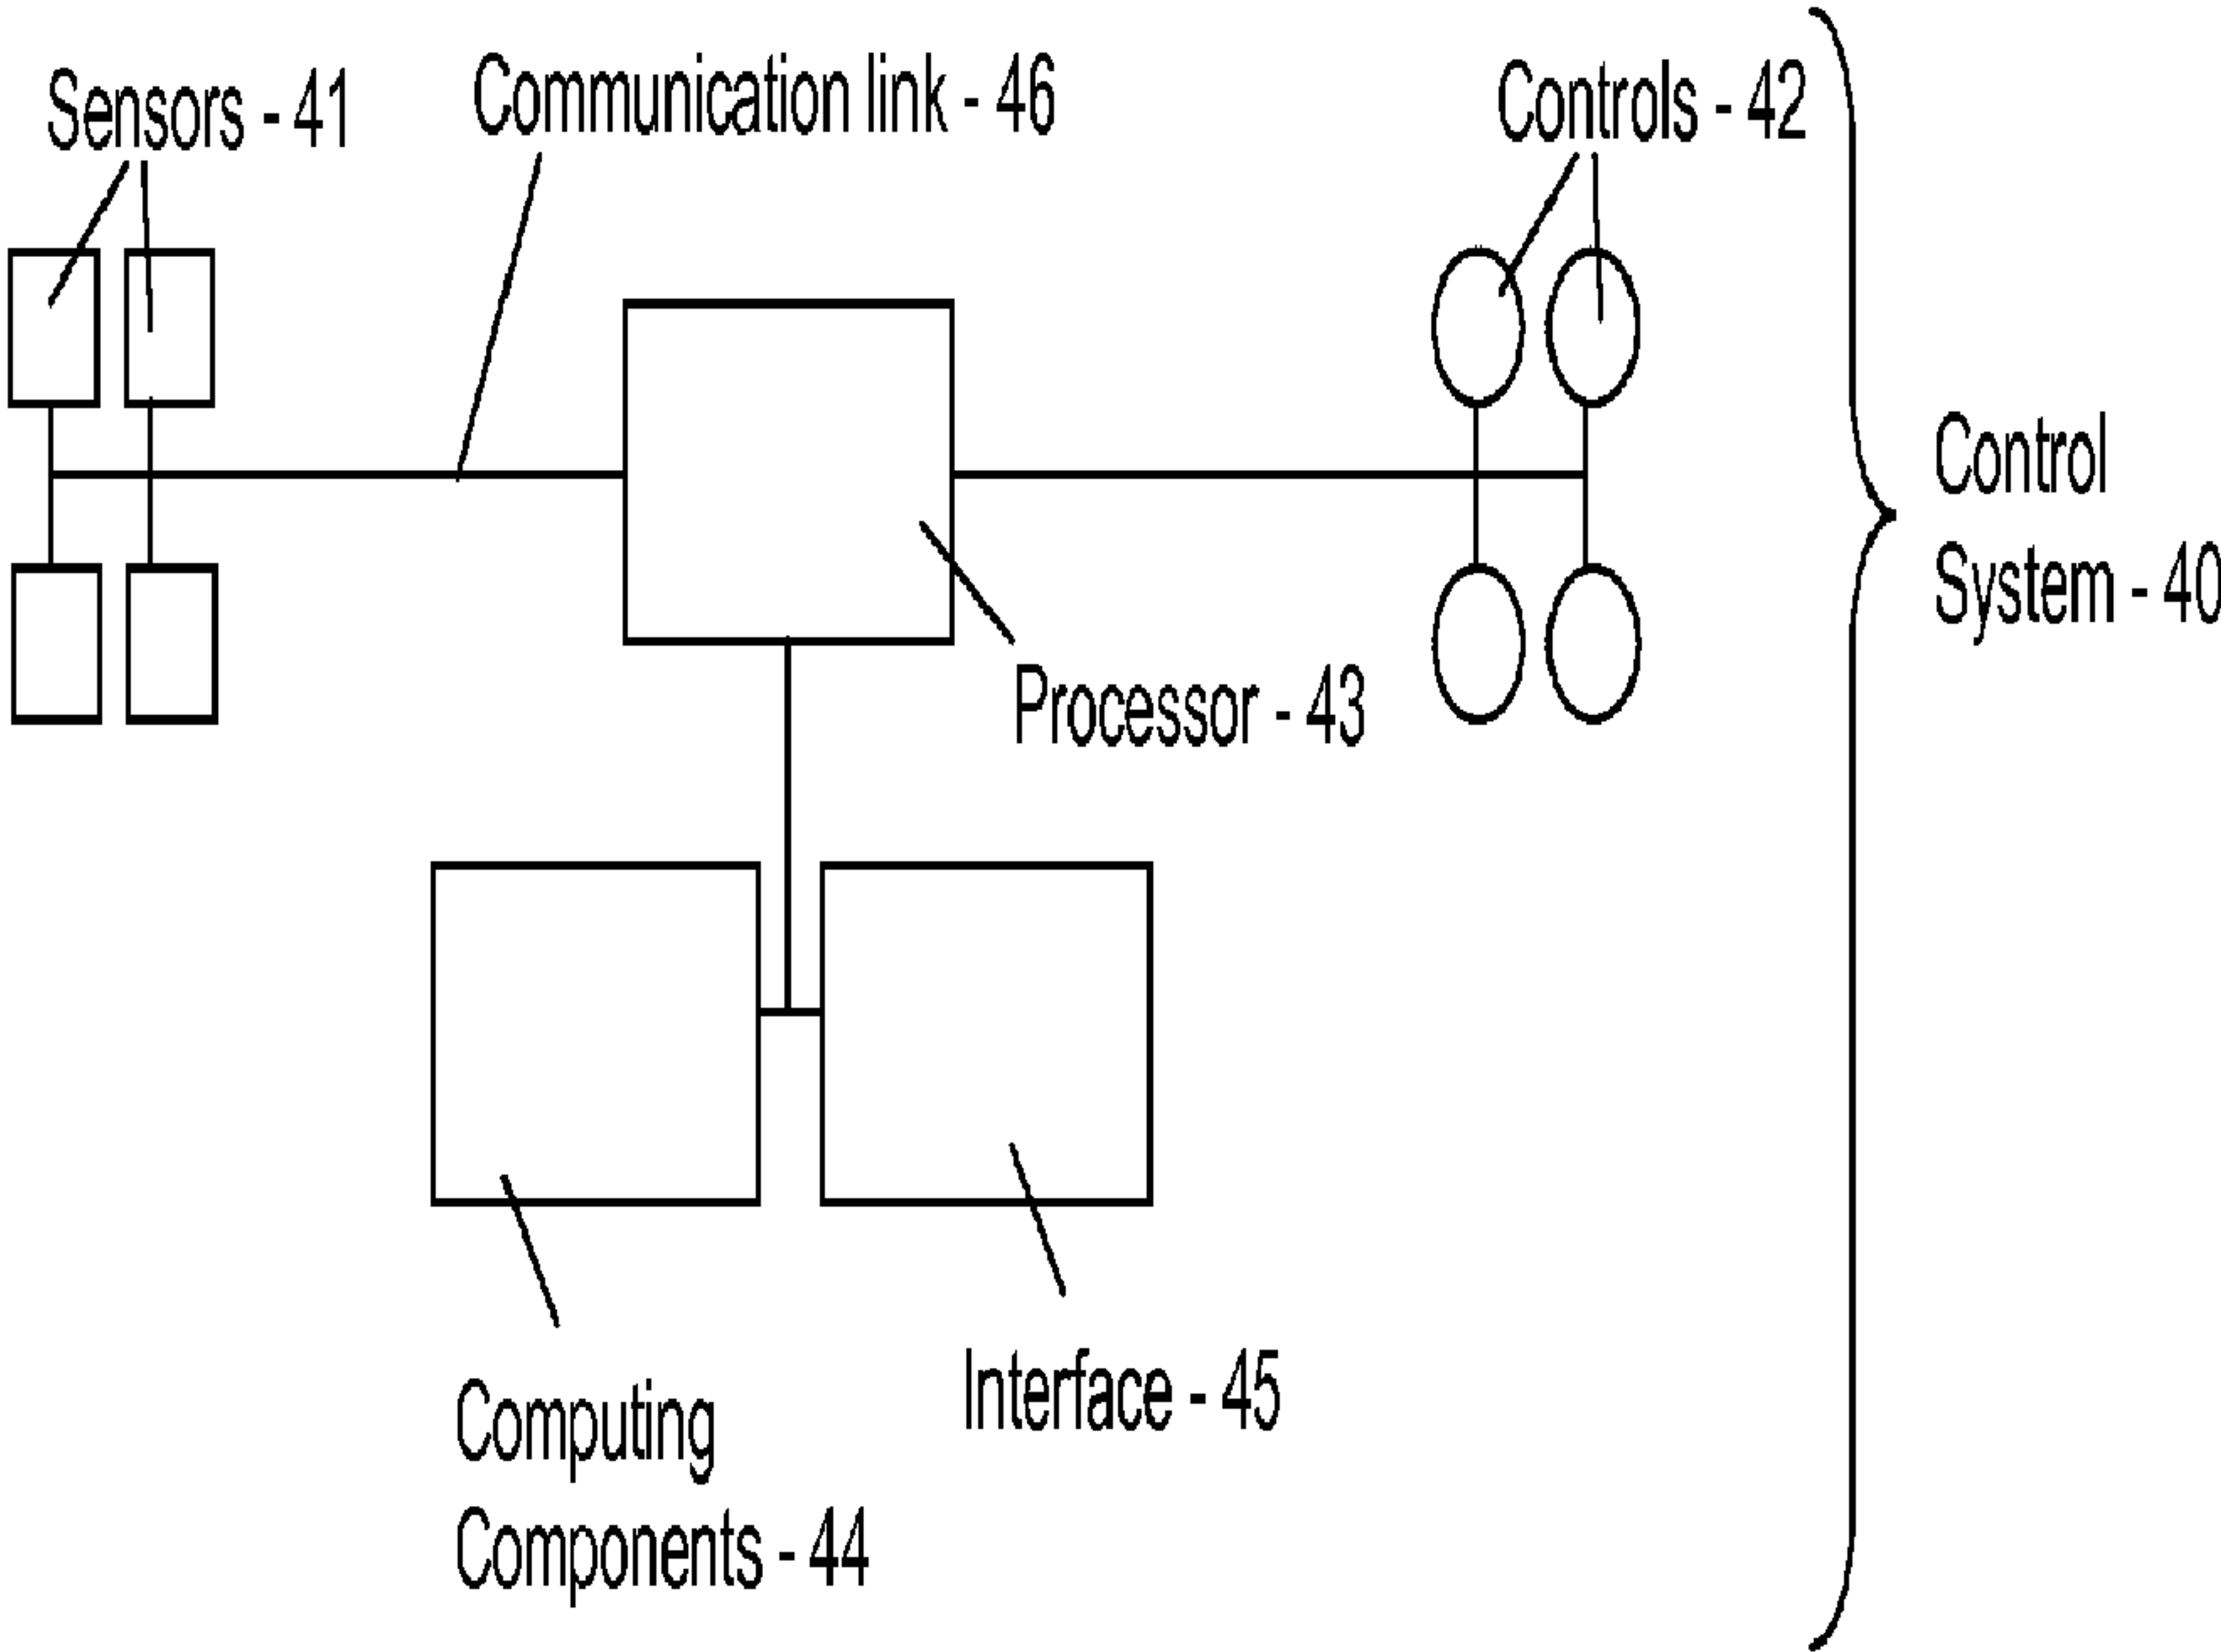 Sensors - 41
Communication link - 46
Controls - 42
Control
System - 40
Processor - 43
Interface - 45
Computing
Components - 44